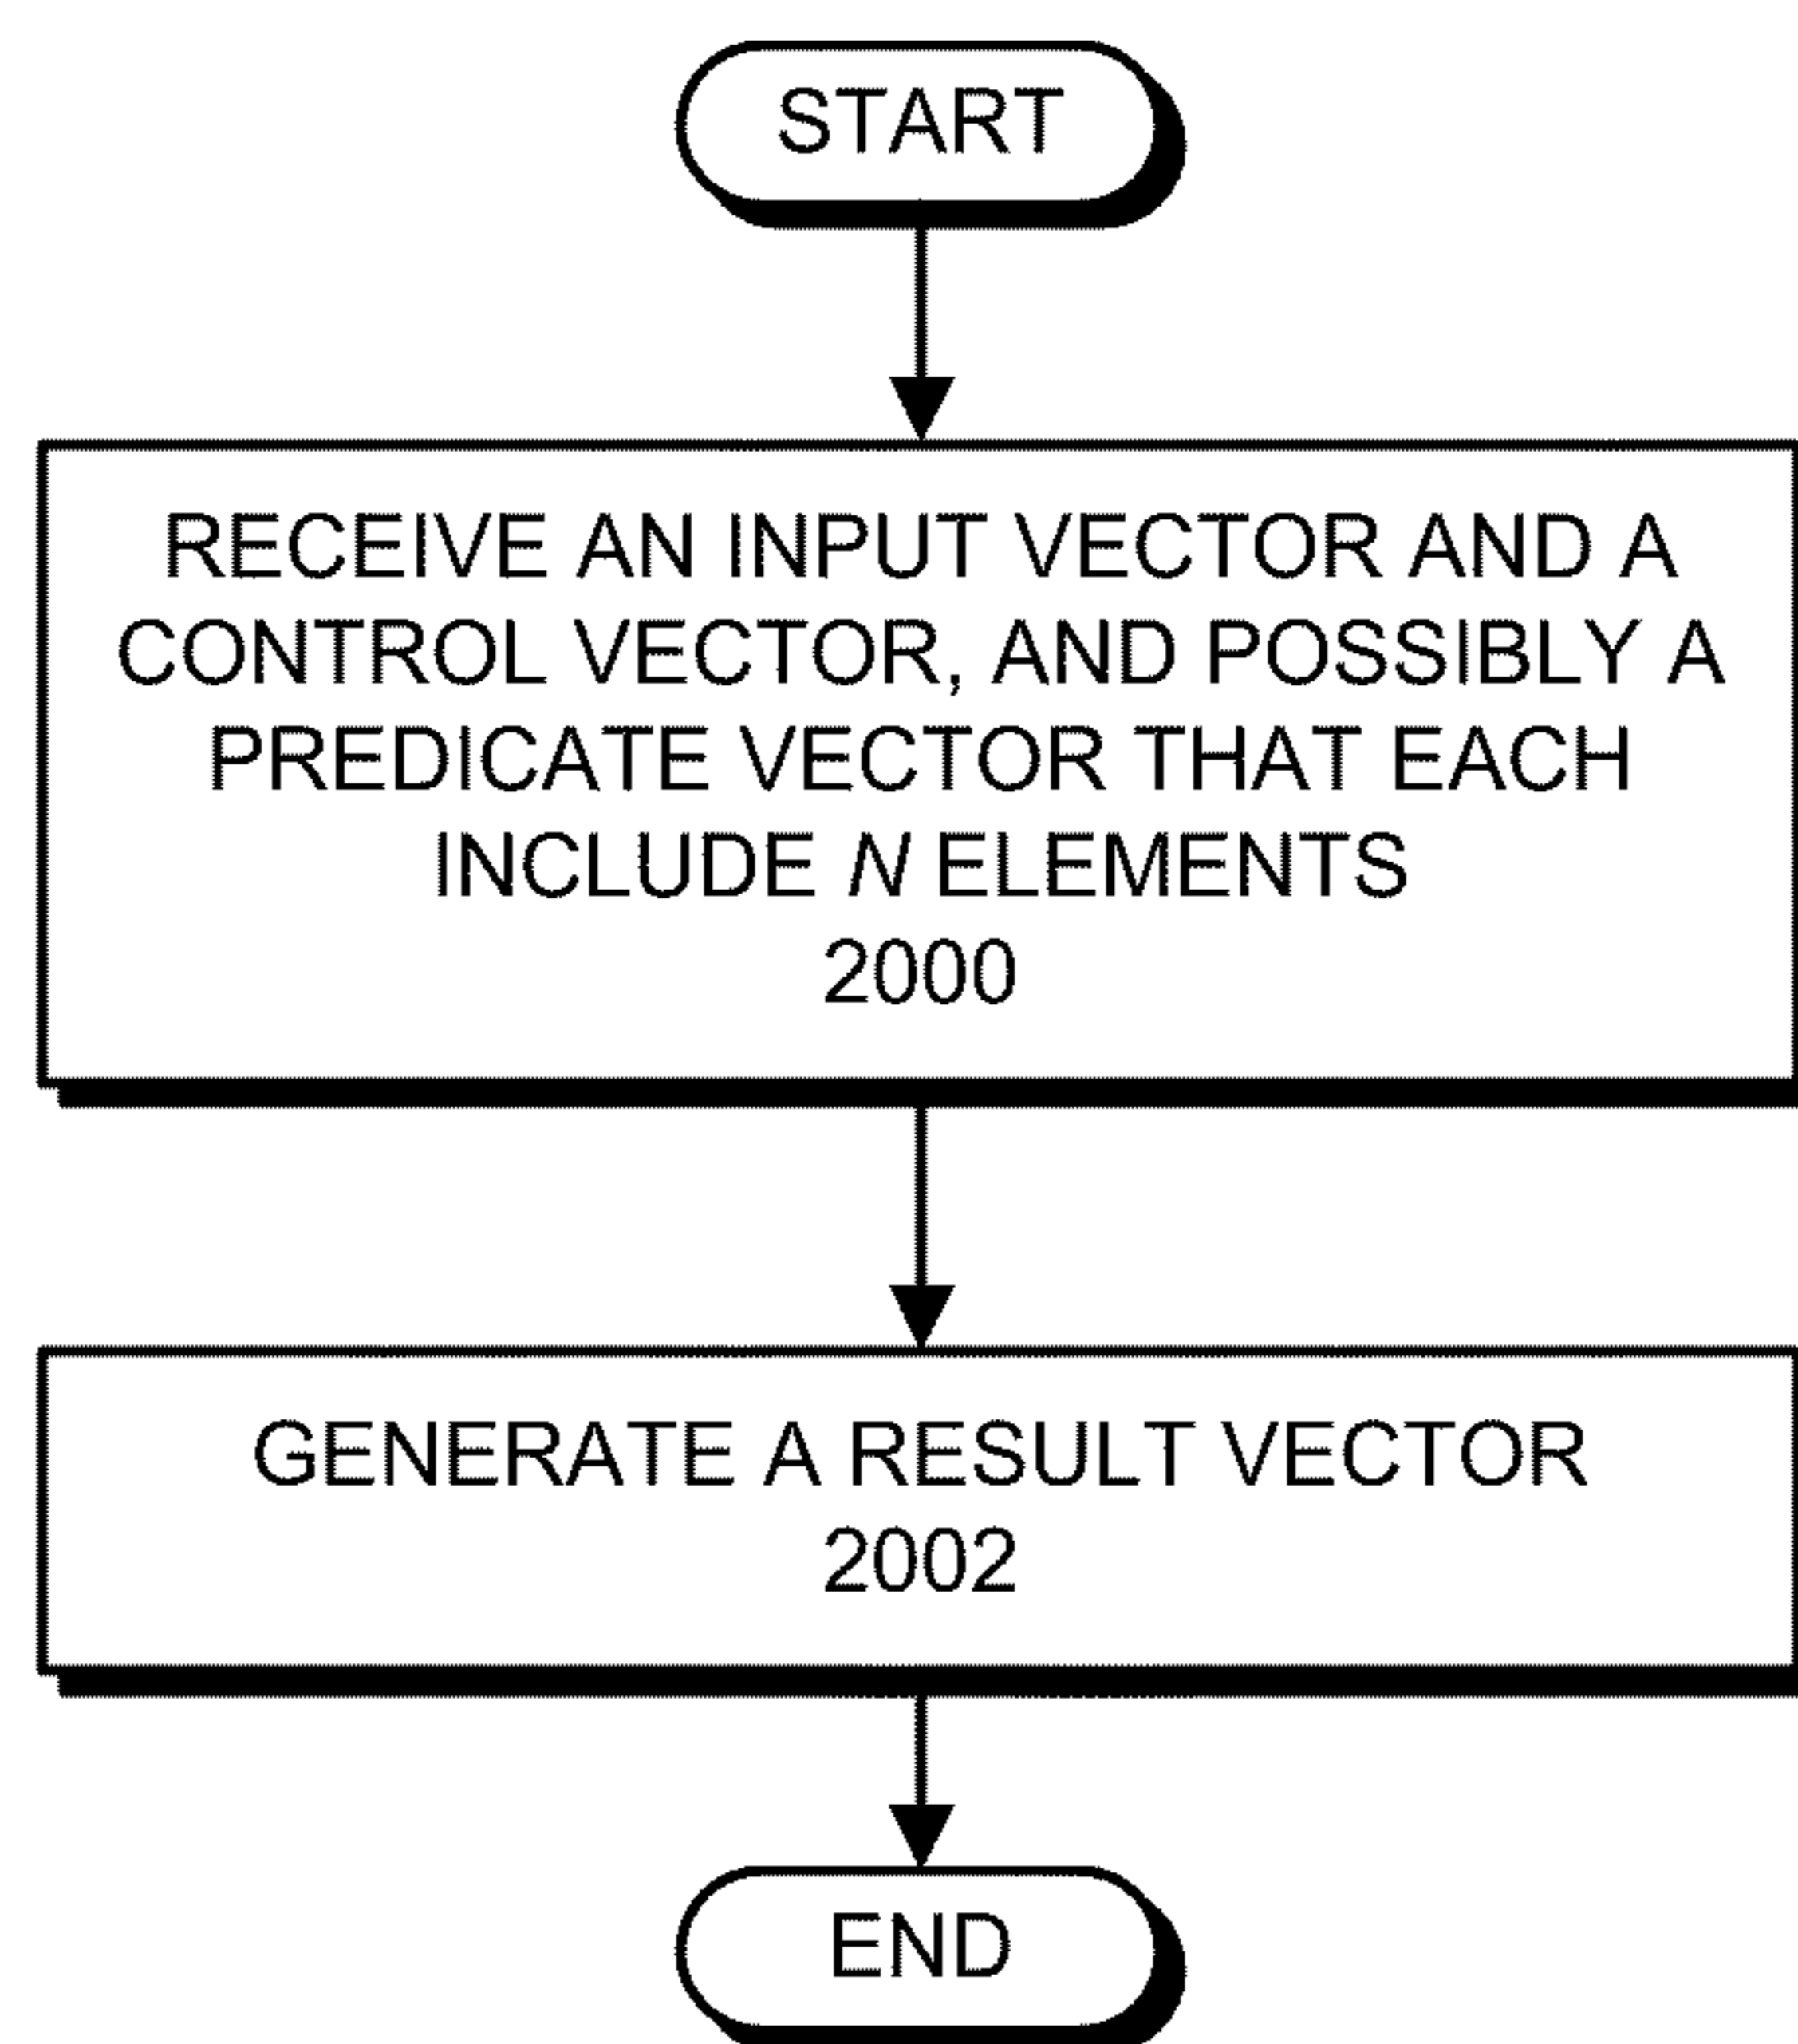 START
RECEIVE AN INPUT VECTOR AND A
CONTROL VECTOR, AND POSSIBLY A
PREDICATE VECTOR THAT EACH
INCLUDE N ELEMENTS
2000
GENERATE A RESULT VECTOR
2002
END